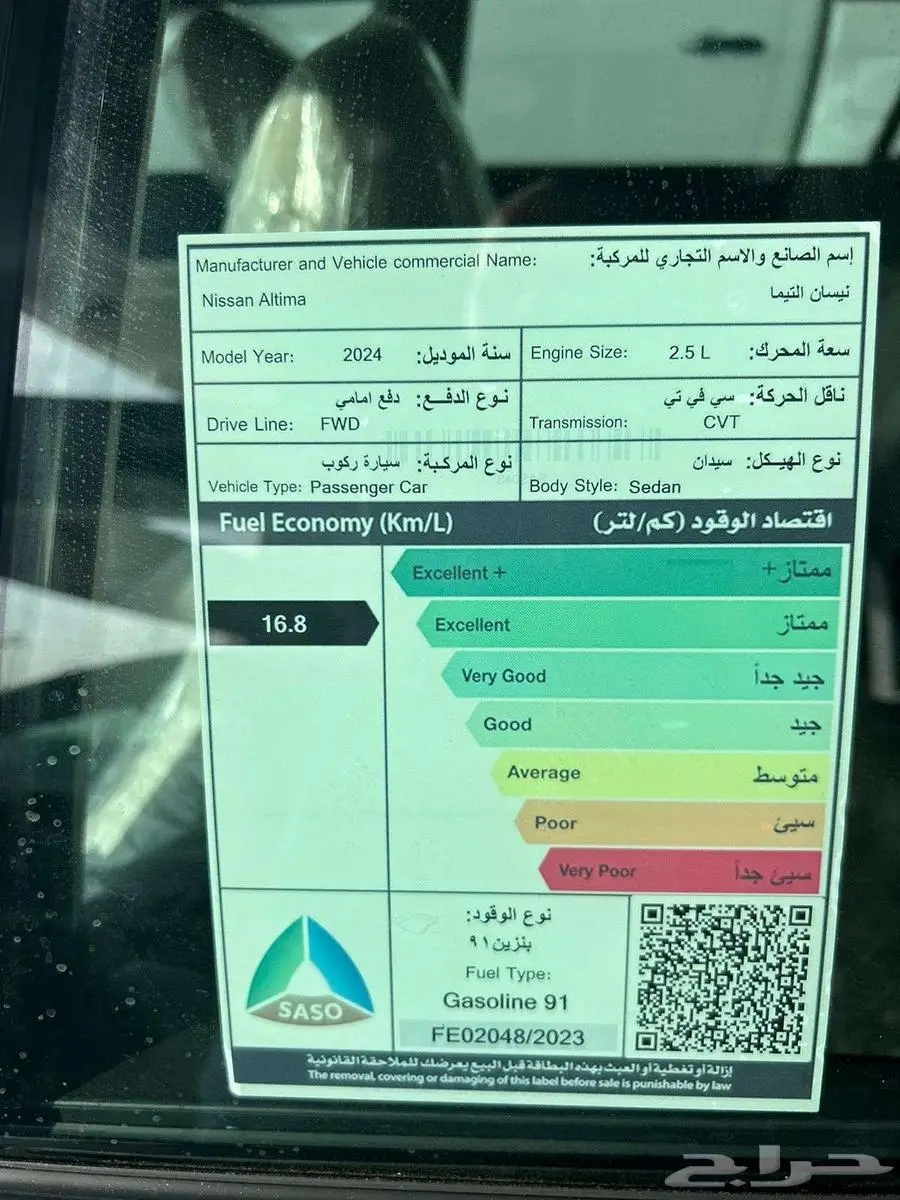 Manufacturer and Vehicle commercial Name: إسم الصانع والاسم التجاري للمركبة:
Nissan Altima نيسان التيما
Model Year: 2024 سنة الموديل:
Engine Size: 2.5 L سعة المحرك:
نوع الدفـــع: دفع امامي
Drive Line: FWD
ناقل الحركة: سي في تي
Transmission: CVT
نوع المركـبة: سيارة ركوب
Vehicle Type: Passenger Car
نوع الهيـــكل: سيدان
Body Style: Sedan
Fuel Economy (Km/L) اقتصاد الوقود (كم/لتر)
Excellent + ممتاز+
16.8
Excellent ممتاز
Very Good جيد جداً
Good جيد
Average متوسط
Poor سيئ
Very Poor سيئ جداً
SASO
نوع الوقود:
بنزين ٩١
Fuel Type:
Gasoline 91
FE02048/2023
إزالة أو تغطية أو العبث بهذه البطاقة قبل البيع يعرضك للملاحقة القانونية
The removal, covering or damaging of this label before sale is punishable by law
حراج